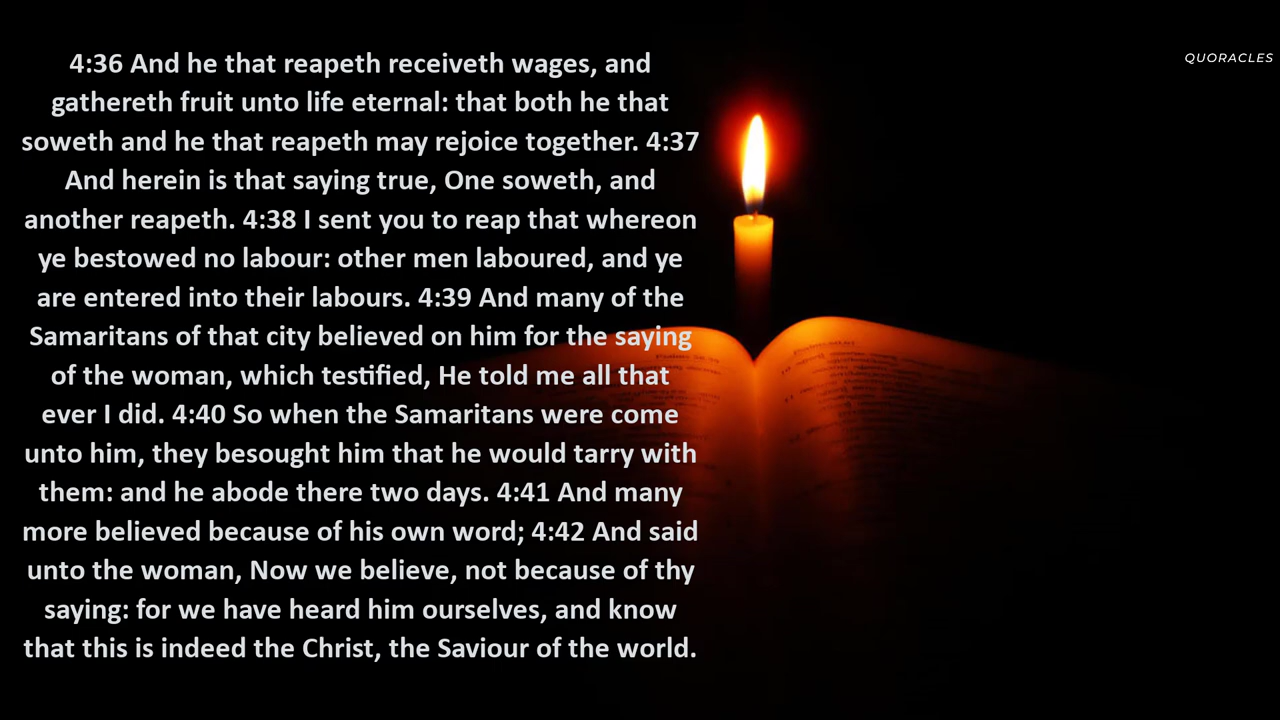 4:36 And he that reapeth receiveth wages, and
gathereth fruit unto life eternal: that both he that
soweth and he that reapeth may rejoice together. 4:37
And herein is that saying true, One soweth, and
another reapeth. 4:38 I sent you to reap that whereon
ye bestowed no labour: other men laboured, and ye
are entered into their labours. 4:39 And many of the
Samaritans of that city believed on him for the saying
of the woman, which testified, He told me all that
ever I did. 4:40 So when the Samaritans were come
unto him, they besought him that he would tarry with
them: and he abode there two days. 4:41 And many
more believed because of his own word; 4:42 And said
unto the woman, Now we believe, not because of thy
saying: for we have heard him ourselves, and know
that this is indeed the Christ, the Saviour of the world.
QUORACLES